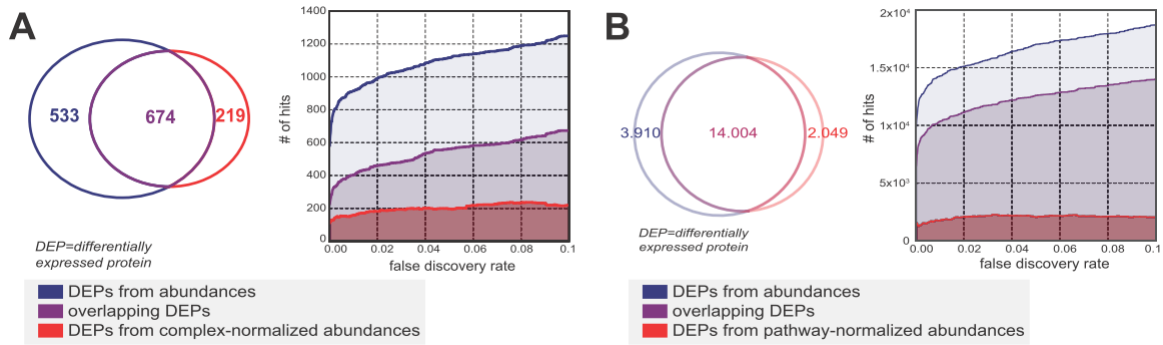 A
533
674
219
DEP=differentially
expressed protein
# of hits
1400
1200
1000
800
600
400
200
0
0.00
0.02
0.04
0.06
0.08
0.1
false discovery rate
DEPs from abundances
overlapping DEPs
DEPs from complex-normalized abundances
B
3.910
14.004
2.049
DEP=differentially
expressed protein
# of hits
2x10⁴
1.5x10⁴
1x10⁴
5x10³
0
0.00
0.02
0.04
0.06
0.08
0.1
false discovery rate
DEPs from abundances
overlapping DEPs
DEPs from pathway-normalized abundances